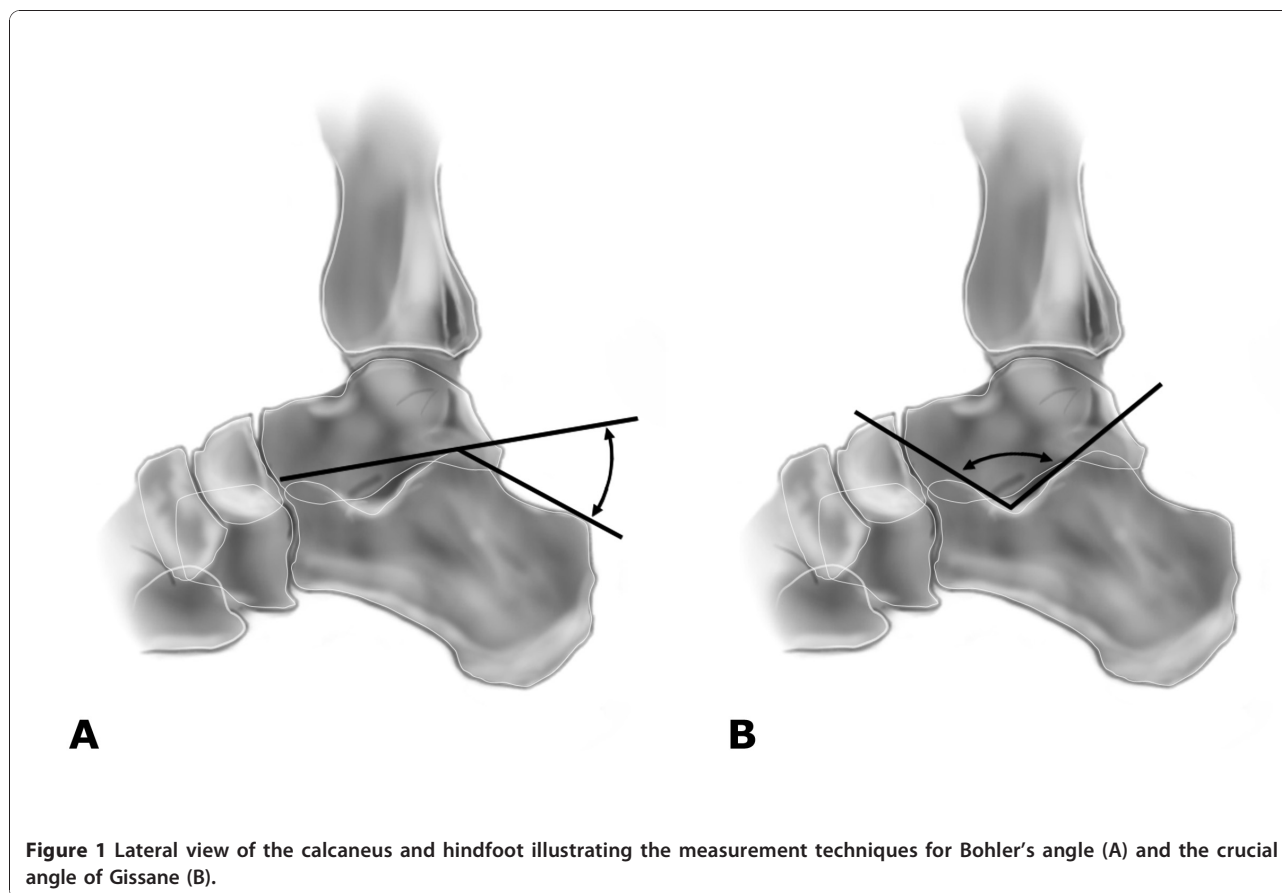 A
B
Figure 1 Lateral view of the calcaneus and hindfoot illustrating the measurement techniques for Bohler's angle (A) and the crucial
angle of Gissane (B).